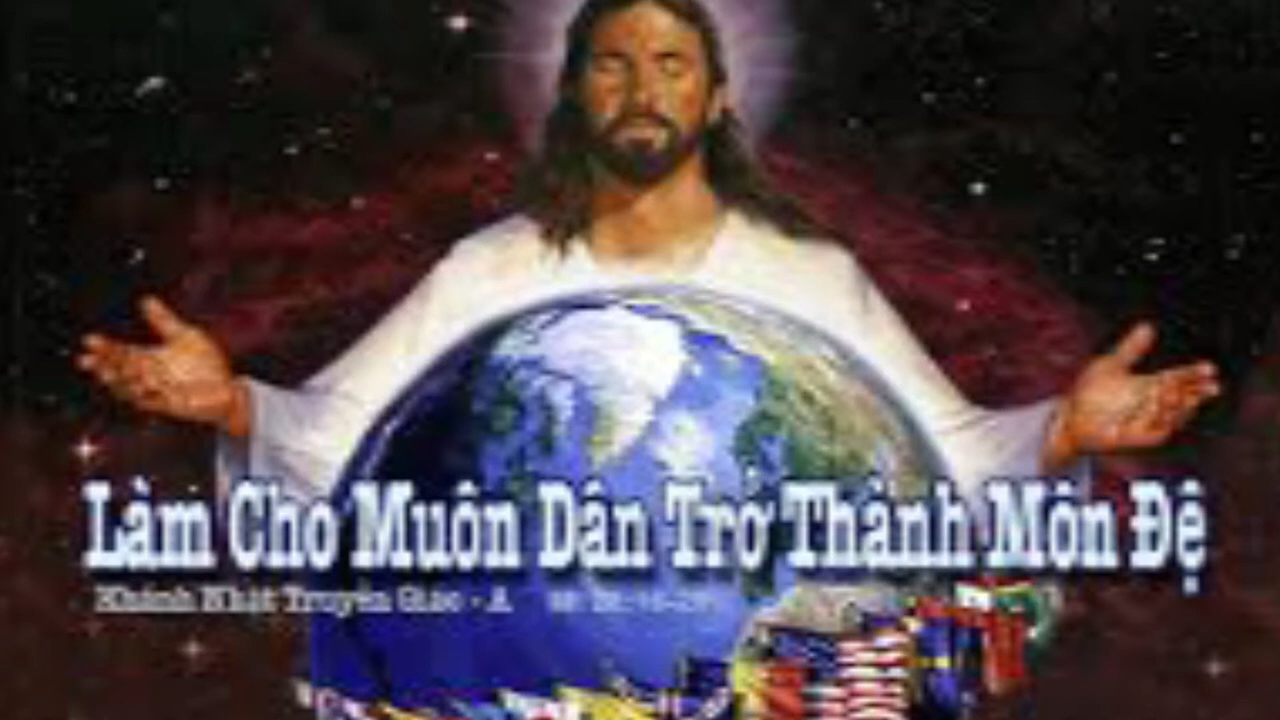 Làm Cho Muôn Dân Trở Thành Môn Đệ
Khánh Nhật Truyền Giáo - A